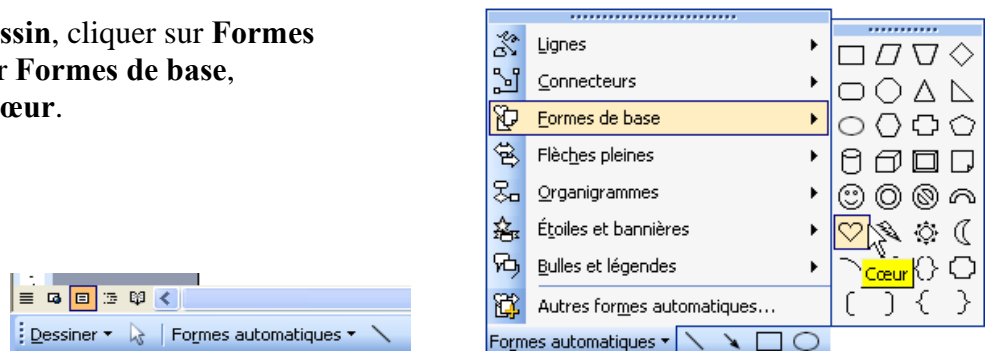 ssin, cliquer sur Formes
r Formes de base,
œur.
Dessiner
Formes automatiques
Lignes
Connecteurs
Formes de base
Flèches pleines
Organigrammes
Étoiles et bannières
Bulles et légendes
Autres formes automatiques...
Formes automatiques
Cœur